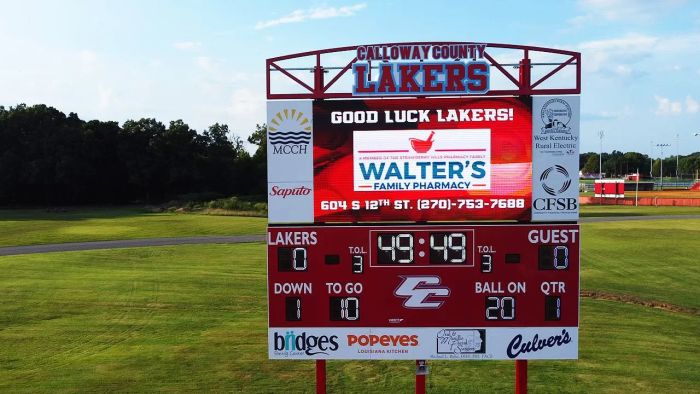 CALLOWAY COUNTY
LAKERS
GOOD LUCK LAKERS!
A MEMBER OF THE STRAWBERRY HILLS PHARMACY FAMILY
WALTER'S
FAMILY PHARMACY
604 S 12TH ST. (270)-753-7688
MCCH
Saputo
West Kentucky
Rural Electric
CFSB
LAKERS
0
T.O.L
3
49:49
T.O.L
3
GUEST
0
DOWN
1
TO GO
10
CC
BALL ON
20
QTR
1
bridges
Family Center
POPEYES
LOUISIANA KITCHEN
Culver's